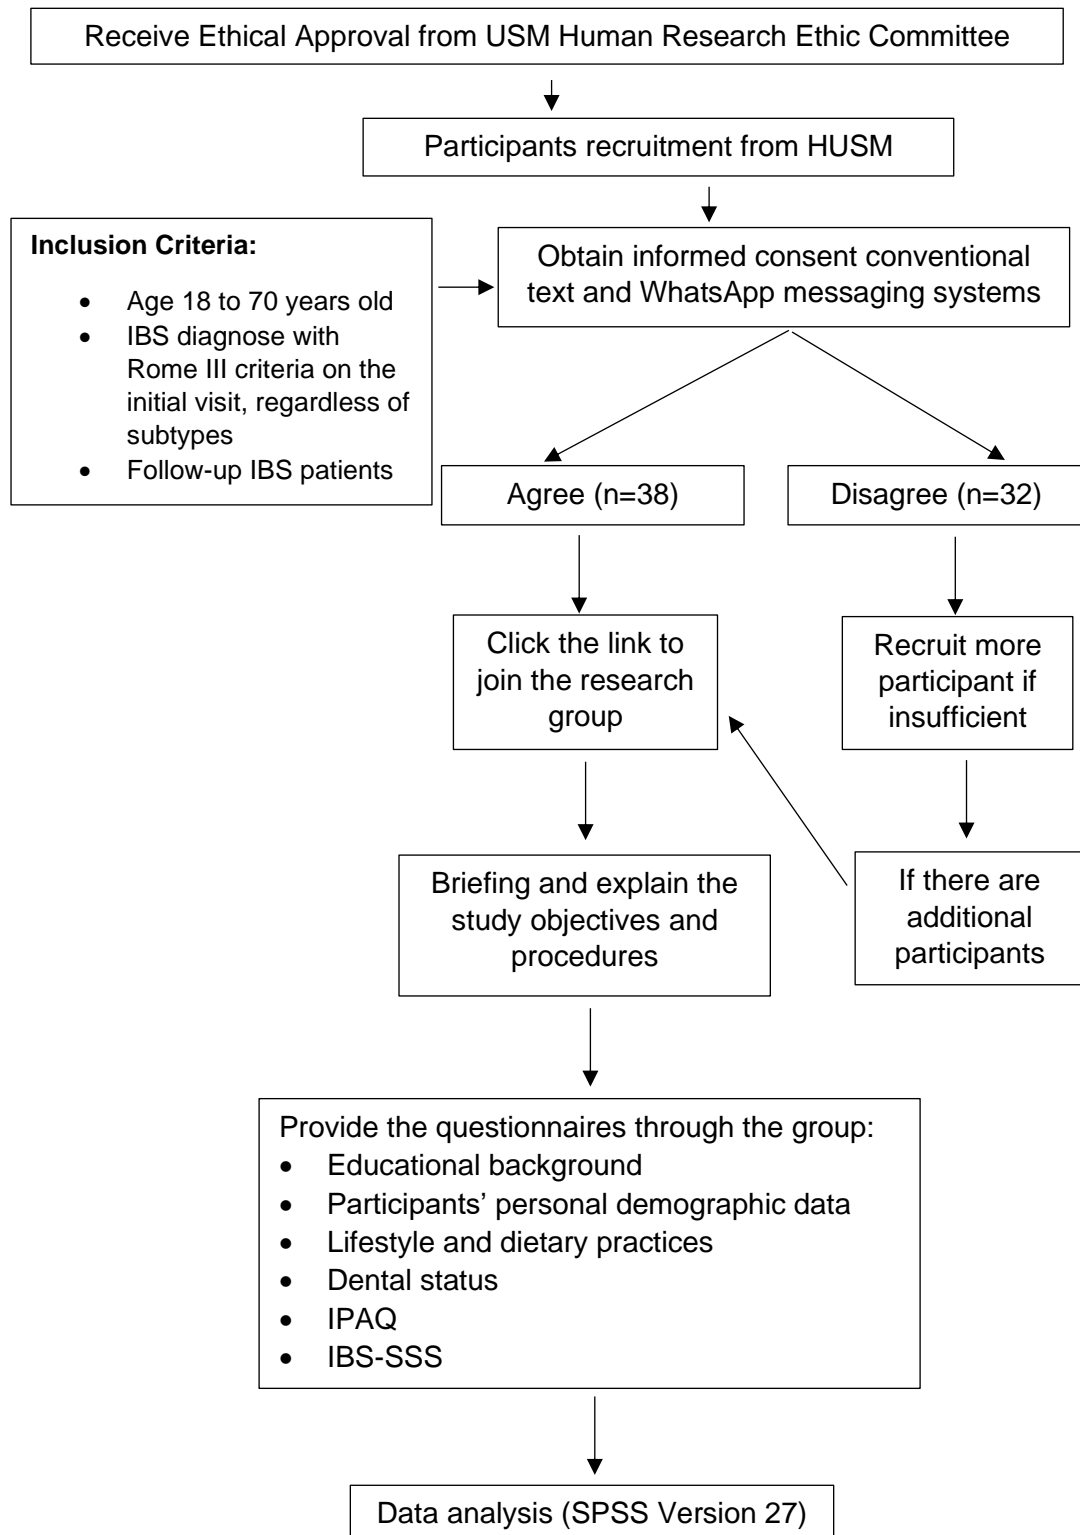 Receive Ethical Approval from USM Human Research Ethic Committee
Participants recruitment from HUSM
Inclusion Criteria:
• Age 18 to 70 years old
• IBS diagnose with
Rome III criteria on the
initial visit, regardless of
subtypes
• Follow-up IBS patients
Obtain informed consent conventional
text and WhatsApp messaging systems
Agree (n=38)
Disagree (n=32)
Click the link to
join the research
group
Recruit more
participant if
insufficient
Briefing and explain the
study objectives and
procedures
If there are
additional
participants
Provide the questionnaires through the group:
• Educational background
• Participants’ personal demographic data
• Lifestyle and dietary practices
• Dental status
• IPAQ
• IBS-SSS
Data analysis (SPSS Version 27)